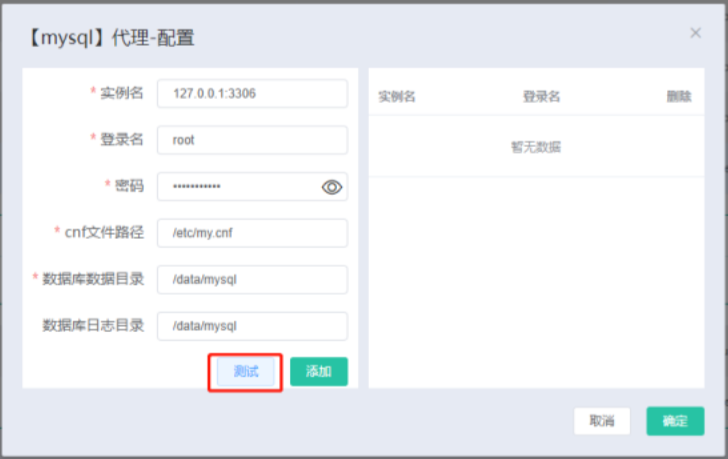 【mysql】代理-配置
* 实例名 127.0.0.1:3306
* 登录名 root
* 密码 •••••••••••
* cnf文件路径 /etc/my.cnf
* 数据库数据目录 /data/mysql
数据库日志目录 /data/mysql
测试 添加
实例名 登录名 删除
暂无数据
取消 确定